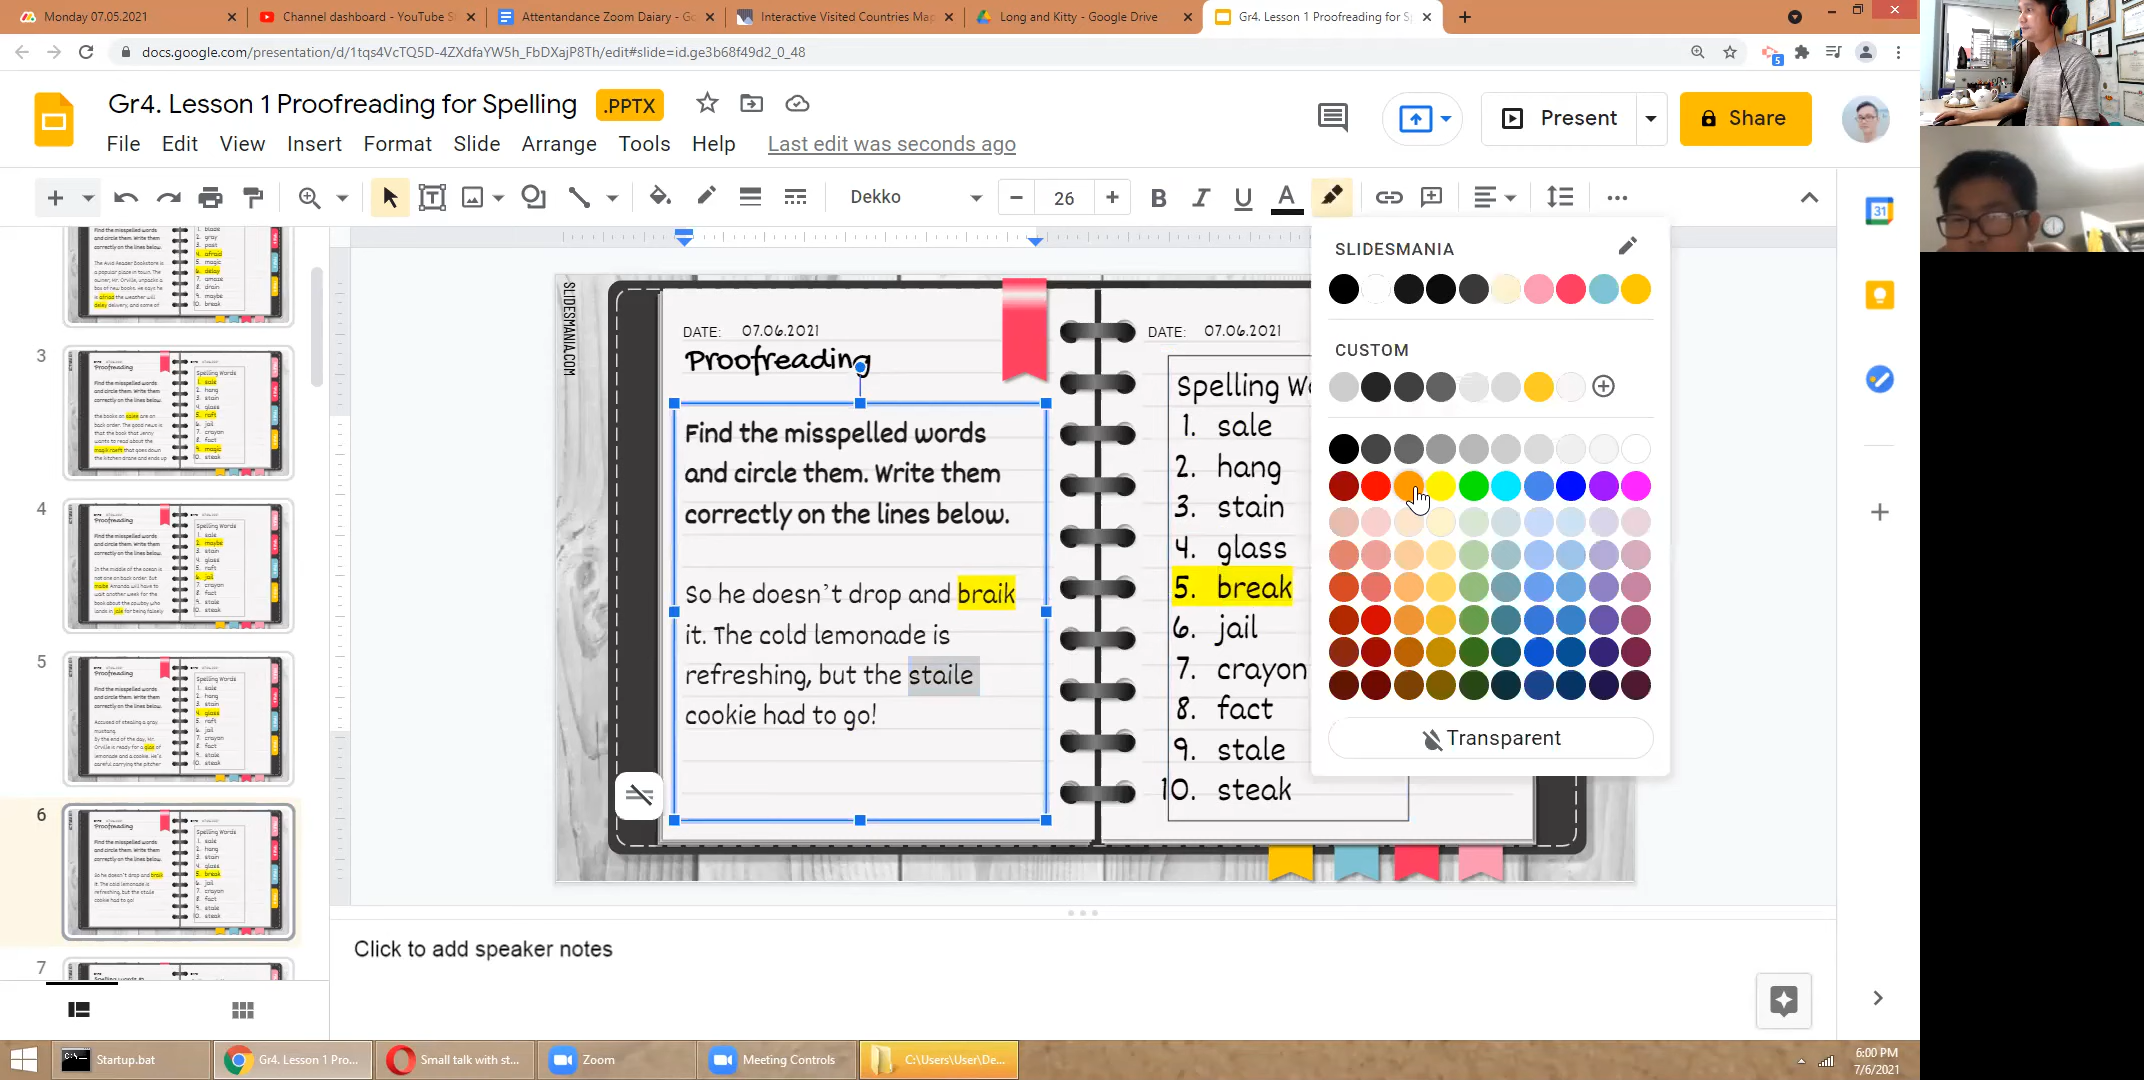 Monday 07.05.2021
Channel dashboard - YouTube S
Attentandance Zoom Daiary - Go
Interactive Visited Countries Map
Long and Kitty - Google Drive
Gr4. Lesson 1 Proofreading for Sp
docs.google.com/presentation/d/1tqs4VcTQ5D-4ZXdfaYW5h_FbDXajP8Th/edit#slide=id.ge3b68f49d2_0_48
5
Gr4. Lesson 1 Proofreading for Spelling
.PPTX
Present
Share
File Edit View Insert Format Slide Arrange Tools Help
Last edit was seconds ago
Dekko
26
B I U A
31
SLIDESMANIA
CUSTOM
Transparent
3
4
5
6
7
SLIDESMANIA.COM
DATE: 07.06.2021
Proofreading
Find the misspelled words
and circle them. Write them
correctly on the lines below.
So he doesn't drop and braik
it. The cold lemonade is
refreshing, but the staile
cookie had to go!
DATE: 07.06.2021
Spelling Wo
1. sale
2. hang
3. stain
4. glass
5. break
6. jail
7. crayon
8. fact
9. stale
10. steak
Click to add speaker notes
Startup.bat
Gr4. Lesson 1 Pro...
Small talk with st...
Zoom
Meeting Controls
C:\Users\User\De...
6:00 PM
7/6/2021